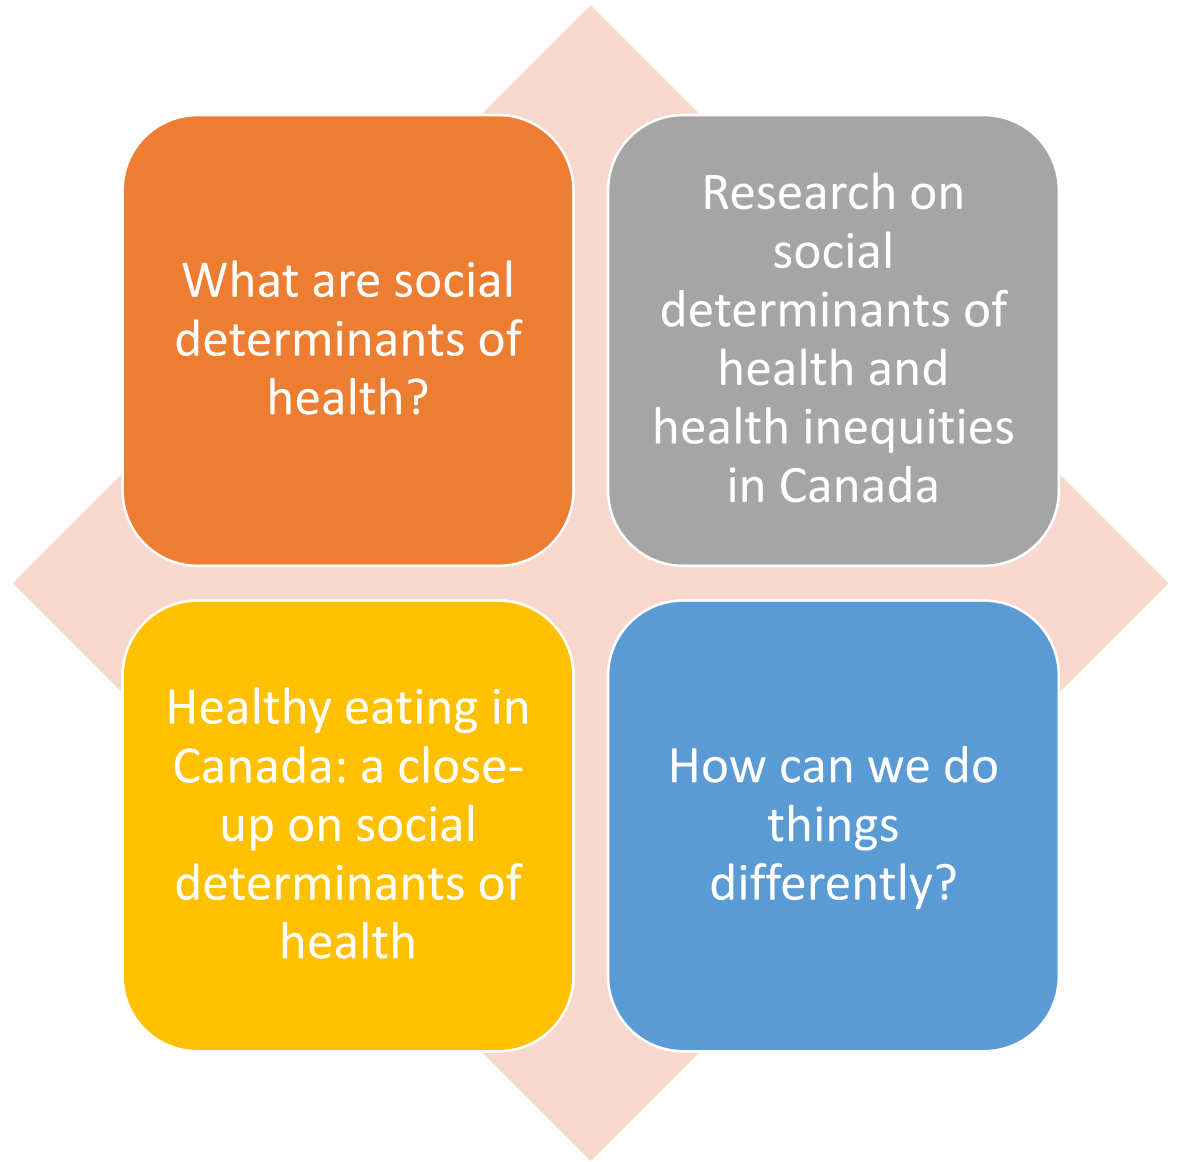 What are social
determinants of
health?
Research on
social
determinants of
health and
health inequities
in Canada
Healthy eating in
Canada: a close-
up on social
determinants of
health
How can we do
things
differently?